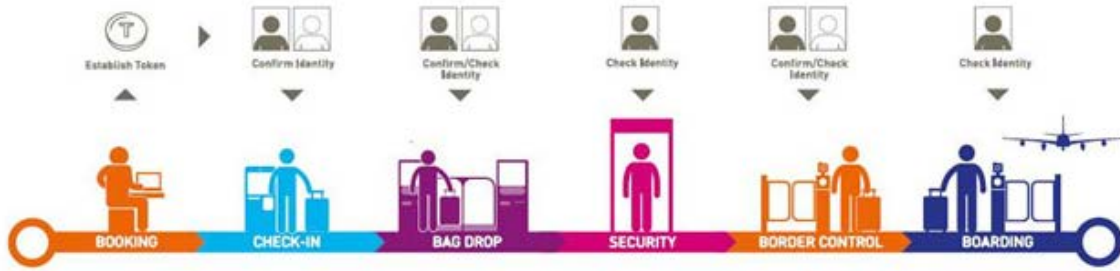 T
Establish Token
Confirm Identity
Confirm/Check
Identity
Check Identity
Confirm/Check
Identity
Check Identity
BOOKING
CHECK-IN
BAG DROP
SECURITY
BORDER CONTROL
BOARDING